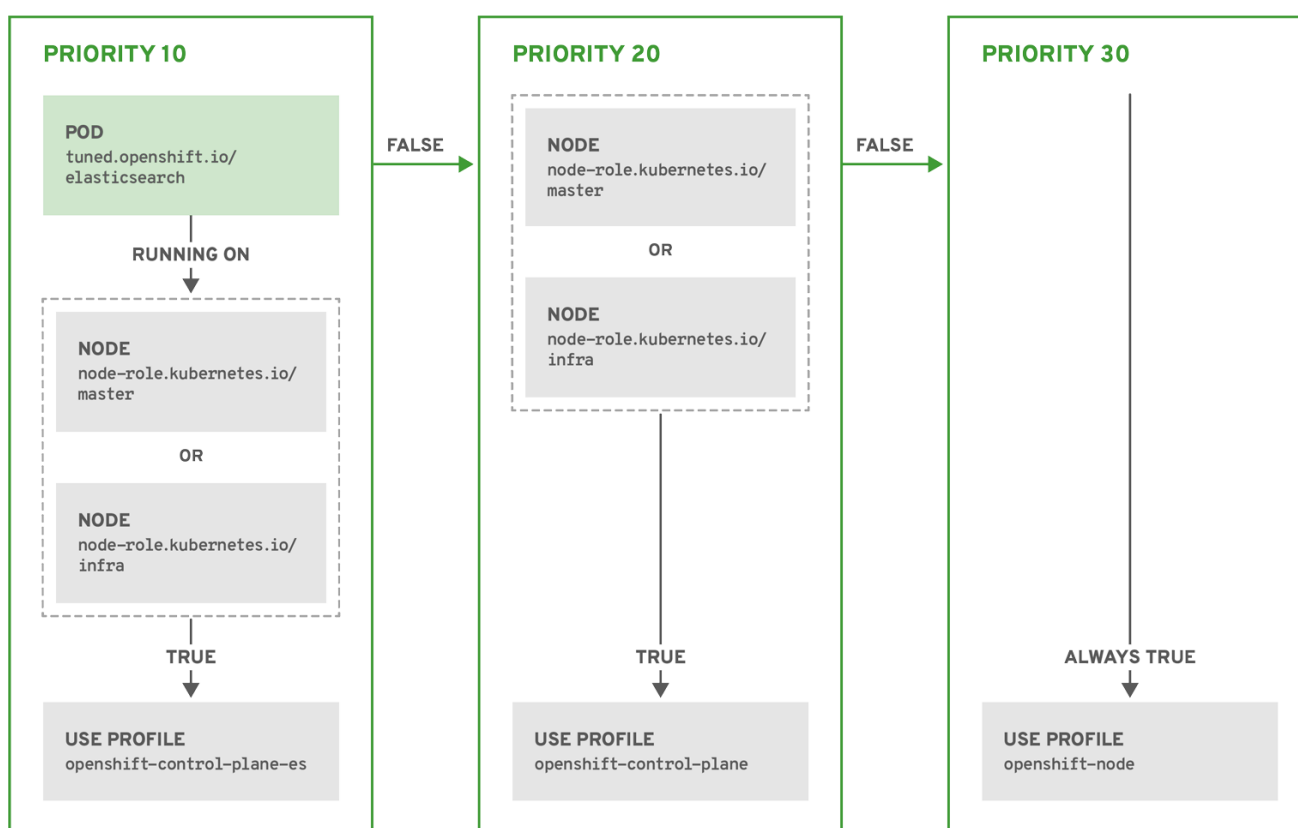 PRIORITY 10
POD
tuned.openshift.io/
elasticsearch
RUNNING ON
NODE
node-role.kubernetes.io/
master
OR
NODE
node-role.kubernetes.io/
infra
TRUE
USE PROFILE
openshift-control-plane-es
FALSE
PRIORITY 20
NODE
node-role.kubernetes.io/
master
OR
NODE
node-role.kubernetes.io/
infra
TRUE
USE PROFILE
openshift-control-plane
FALSE
PRIORITY 30
ALWAYS TRUE
USE PROFILE
openshift-node